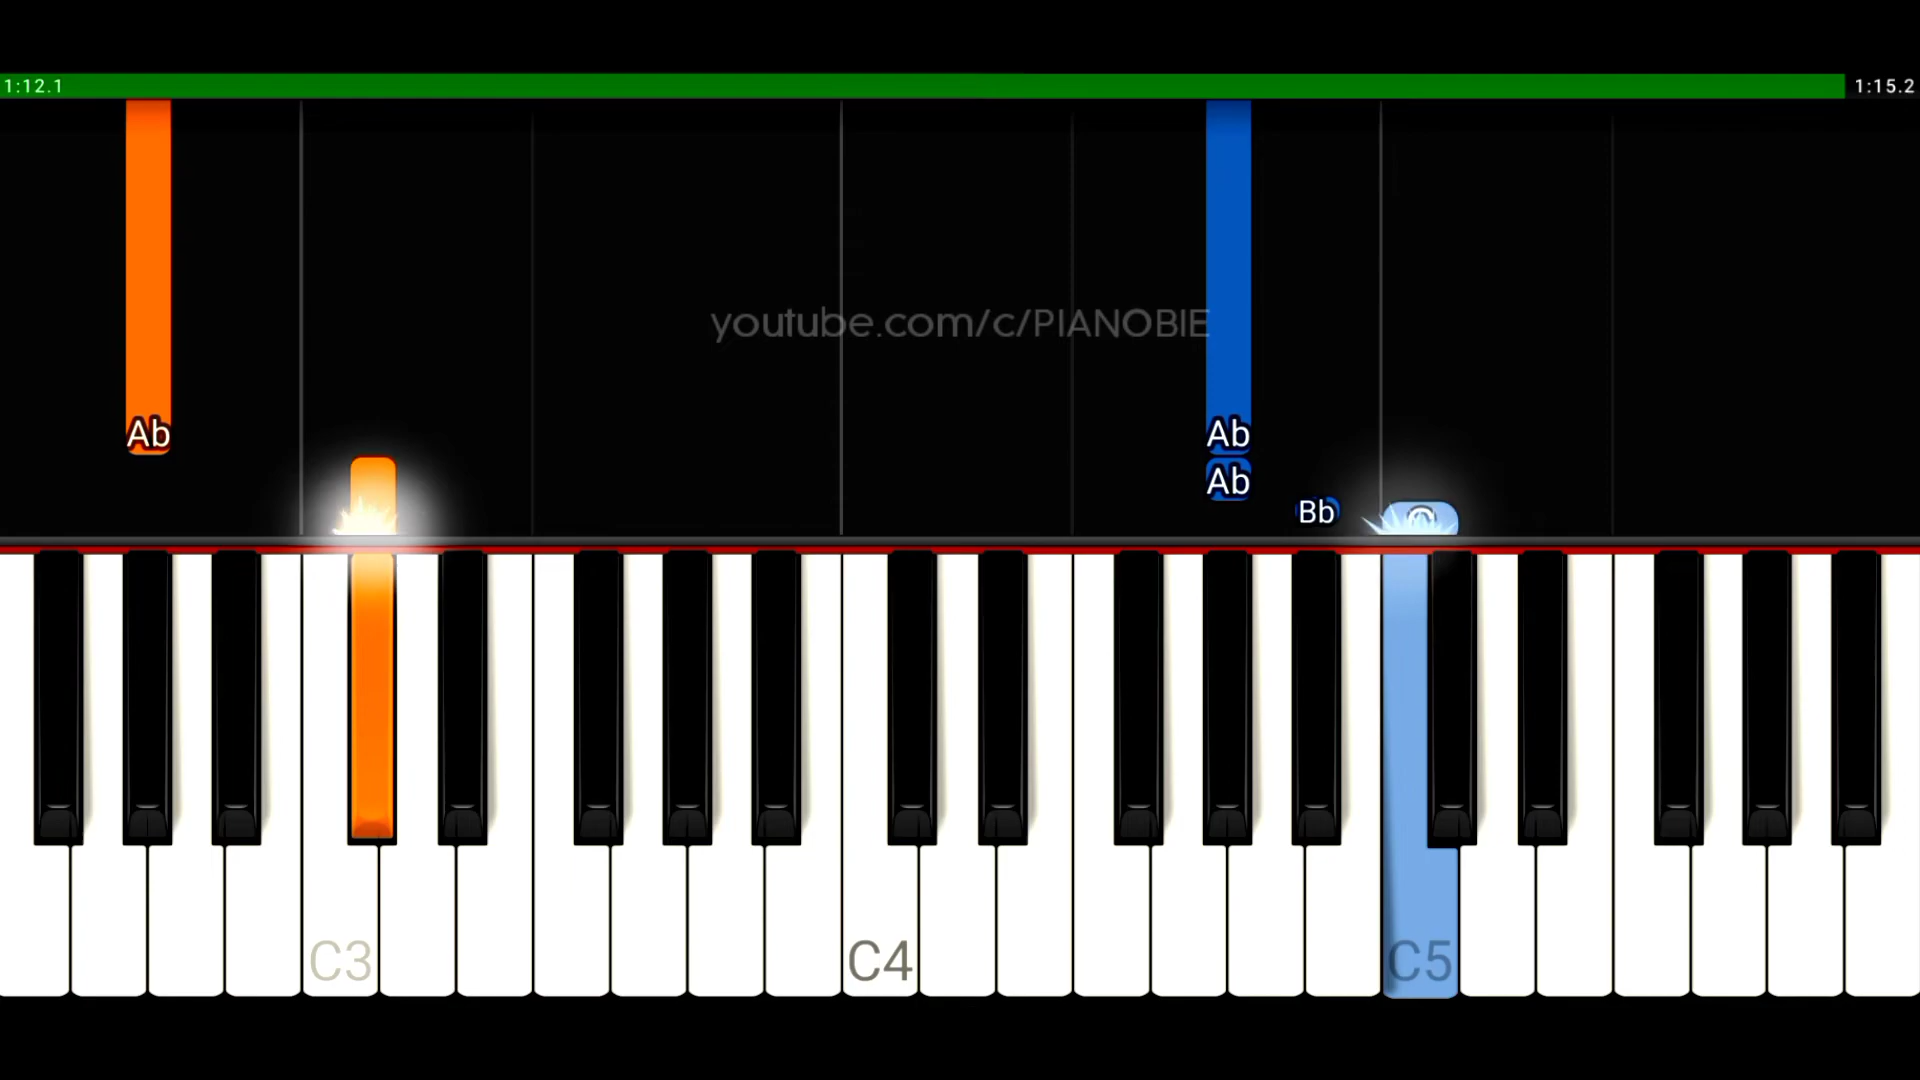 1:12.1
1:15.2
youtube.com/c/PIANOBIE
Ab
Ab
Ab
Bb
C
C3
C4
C5